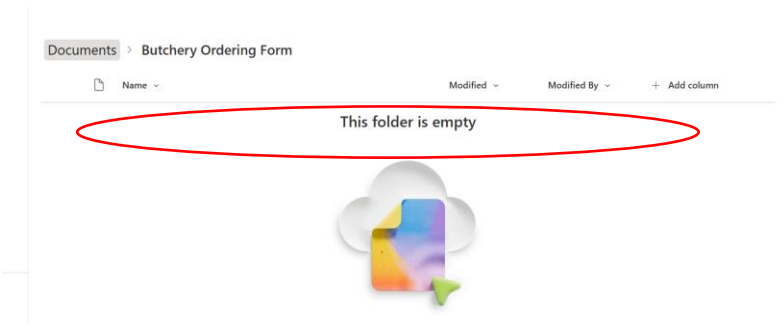 Documents > Butchery Ordering Form
Name Modified Modified By + Add column
This folder is empty